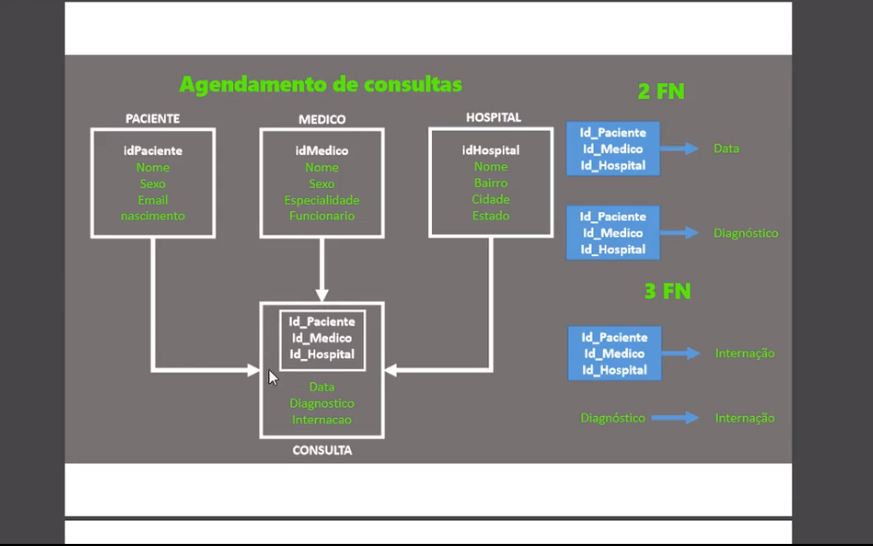 Agendamento de consultas
PACIENTE
idPaciente
Nome
Sexo
Email
nascimento
MEDICO
idMedico
Nome
Sexo
Especialidade
Funcionario
HOSPITAL
idHospital
Nome
Bairro
Cidade
Estado
Id_Paciente
Id_Medico
Id_Hospital
Data
Diagnostico
Internacao
CONSULTA
2 FN
Id_Paciente
Id_Medico
Id_Hospital
Data
Id_Paciente
Id_Medico
Id_Hospital
Diagnóstico
3 FN
Id_Paciente
Id_Medico
Id_Hospital
Internação
Diagnóstico
Internação